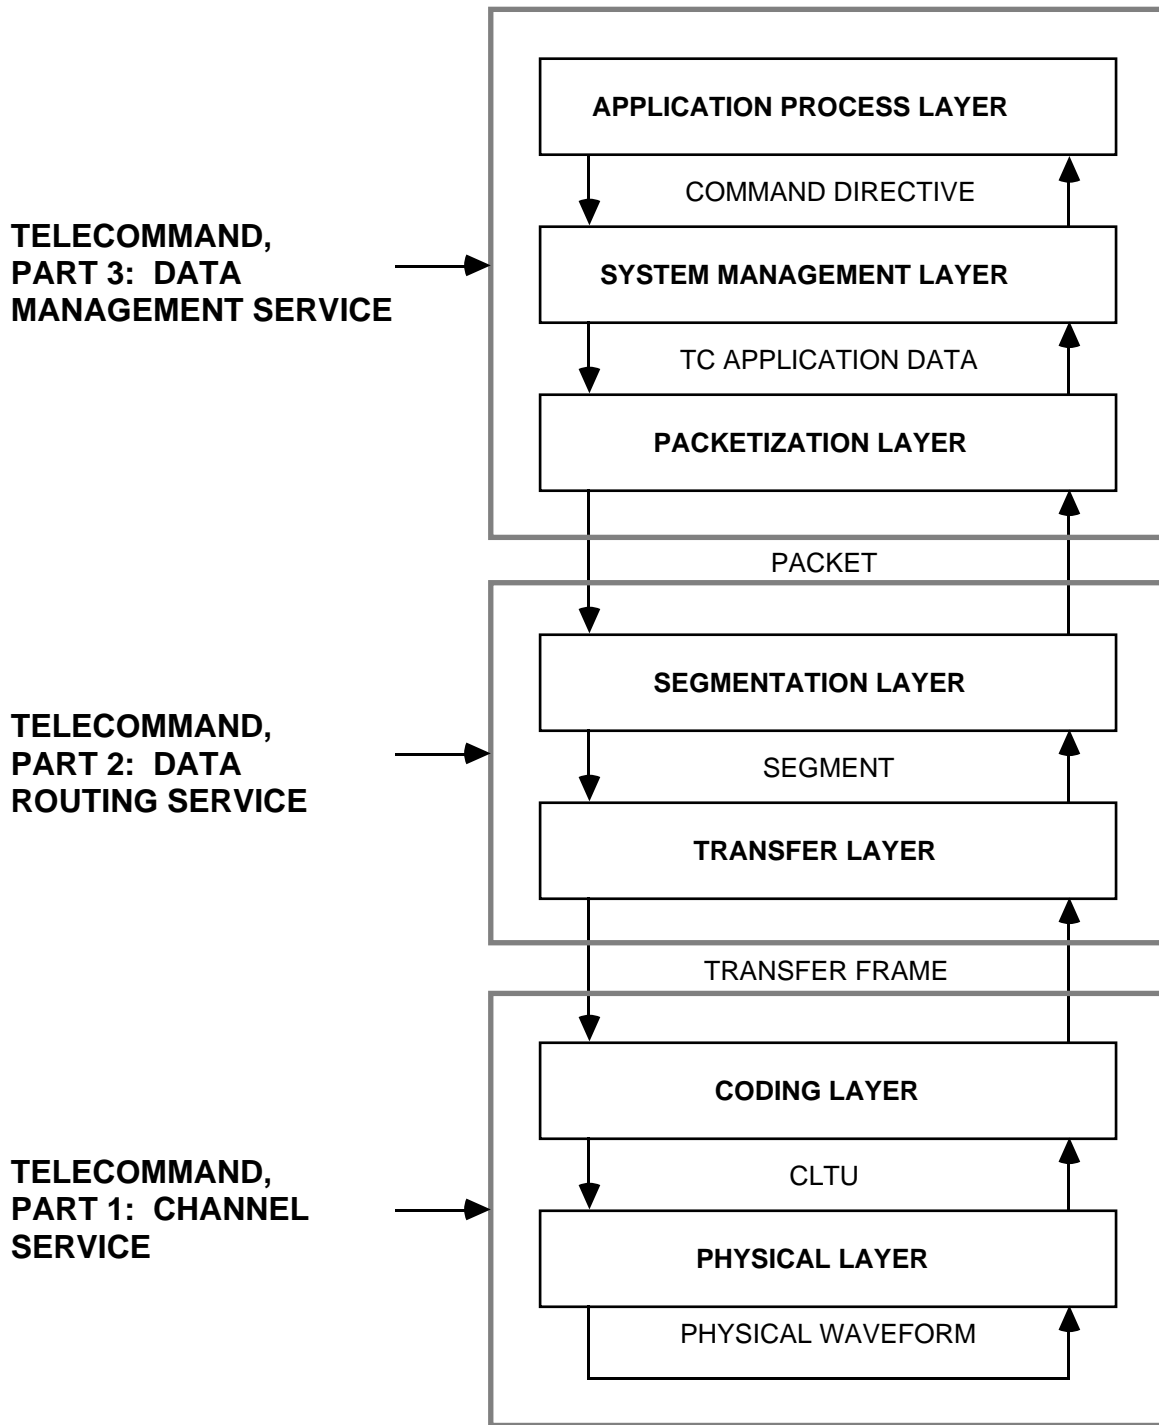 APPLICATION PROCESS LAYER
COMMAND DIRECTIVE
TELECOMMAND,
PART 3:  DATA
MANAGEMENT SERVICE
SYSTEM MANAGEMENT LAYER
TC APPLICATION DATA
PACKETIZATION LAYER
PACKET
SEGMENTATION LAYER
TELECOMMAND,
PART 2:  DATA
ROUTING SERVICE
SEGMENT
TRANSFER LAYER
TRANSFER FRAME
CODING LAYER
TELECOMMAND,
PART 1:  CHANNEL
SERVICE
CLTU
PHYSICAL LAYER
PHYSICAL WAVEFORM